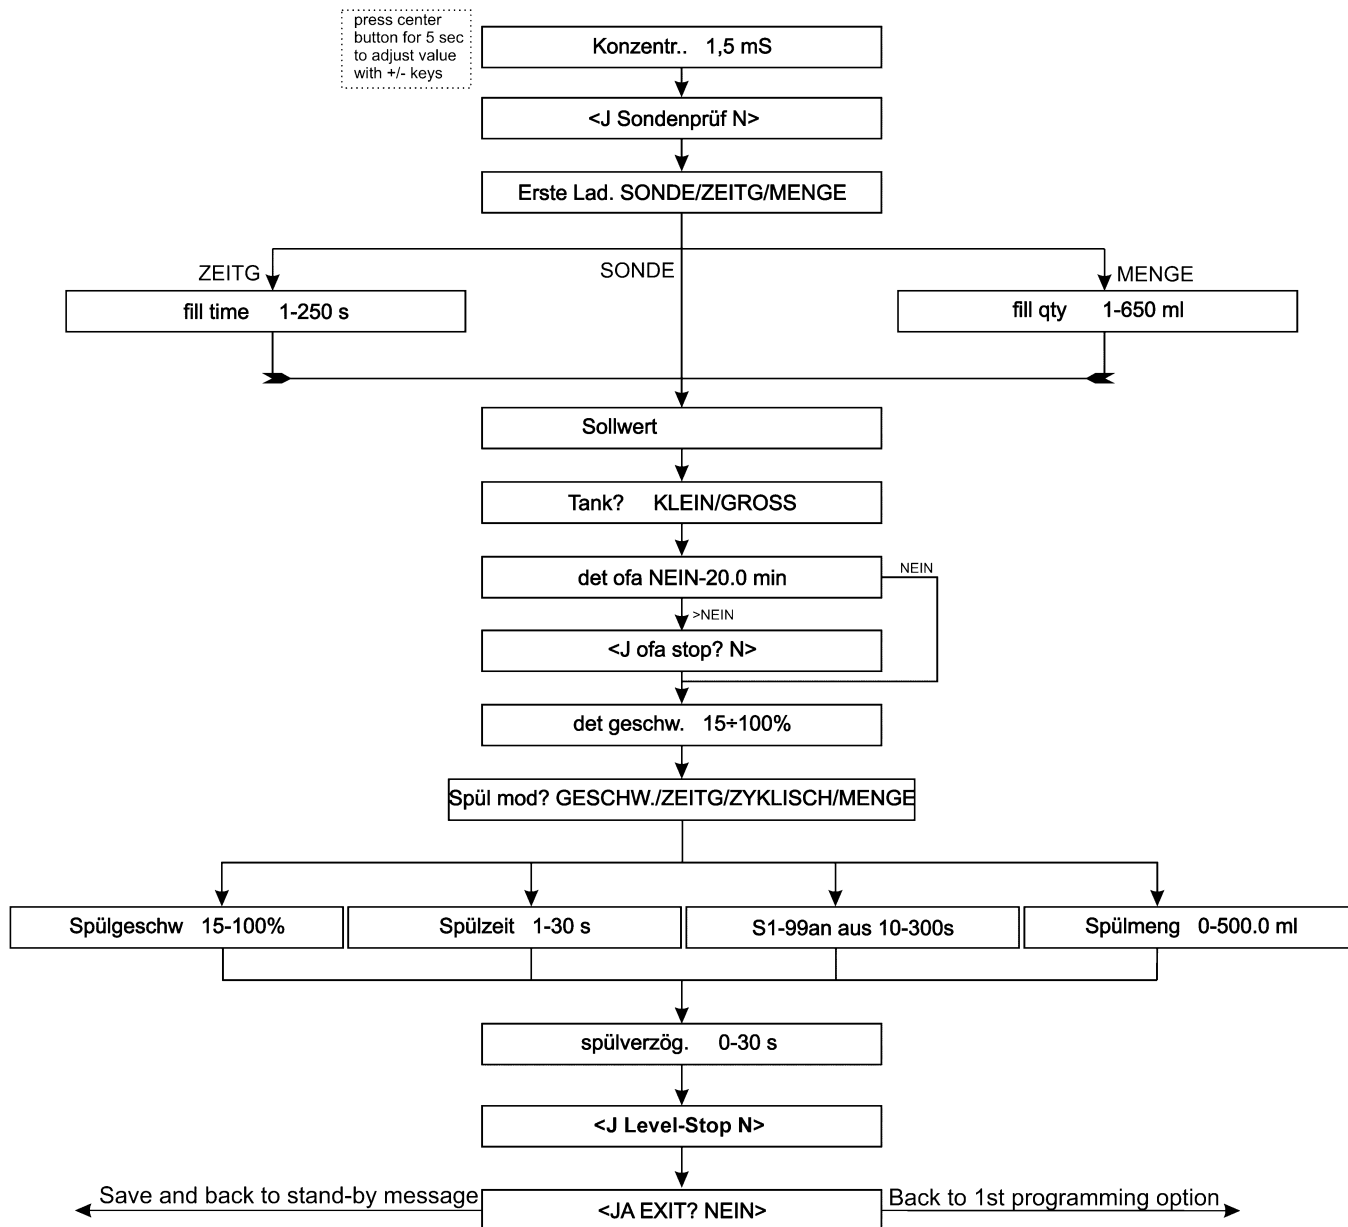 press center
button for 5 sec
to adjust value
with +/- keys
Konzentr.. 1,5 mS
<J Sondenprüf N>
Erste Lad. SONDE/ZEITG/MENGE
ZEITG
SONDE
MENGE
fill time 1-250 s
fill qty 1-650 ml
Sollwert
Tank? KLEIN/GROSS
det ofa NEIN-20.0 min
NEIN
>NEIN
<J ofa stop? N>
det geschw. 15÷100%
Spül mod? GESCHW./ZEITG/ZYKLISCH/MENGE
Spülgeschw 15-100%
Spülzeit 1-30 s
S1-99an aus 10-300s
Spülmeng 0-500.0 ml
spülverzög. 0-30 s
<J Level-Stop N>
Save and back to stand-by message
<JA EXIT? NEIN>
Back to 1st programming option